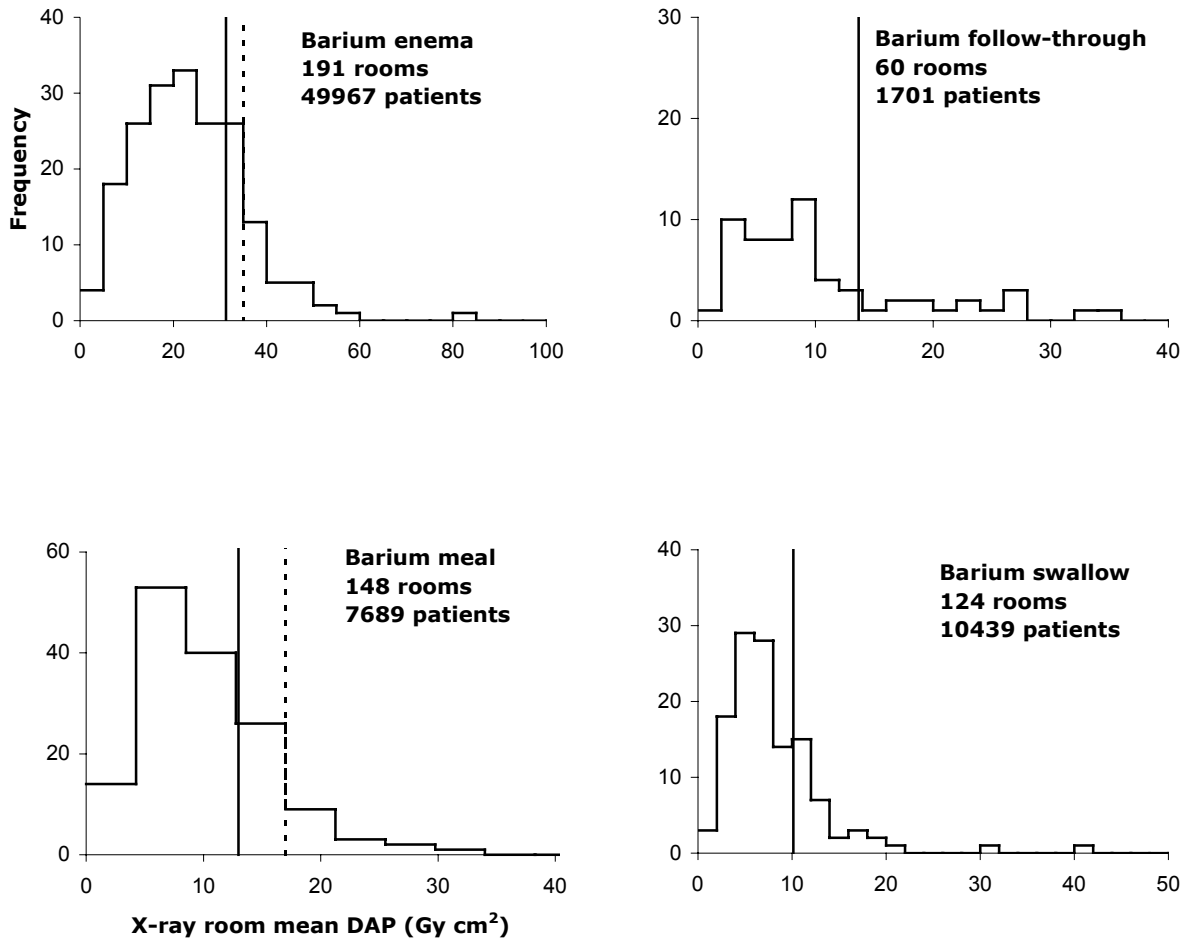 Barium enema
191 rooms
49967 patients
Frequency
40
30
20
10
0
0 20 40 60 80 100
Barium follow-through
60 rooms
1701 patients
30
20
10
0
0 10 20 30 40
Barium meal
148 rooms
7689 patients
60
40
20
0
0 10 20 30 40
X-ray room mean DAP (Gy cm²)
Barium swallow
124 rooms
10439 patients
40
30
20
10
0
0 10 20 30 40 50